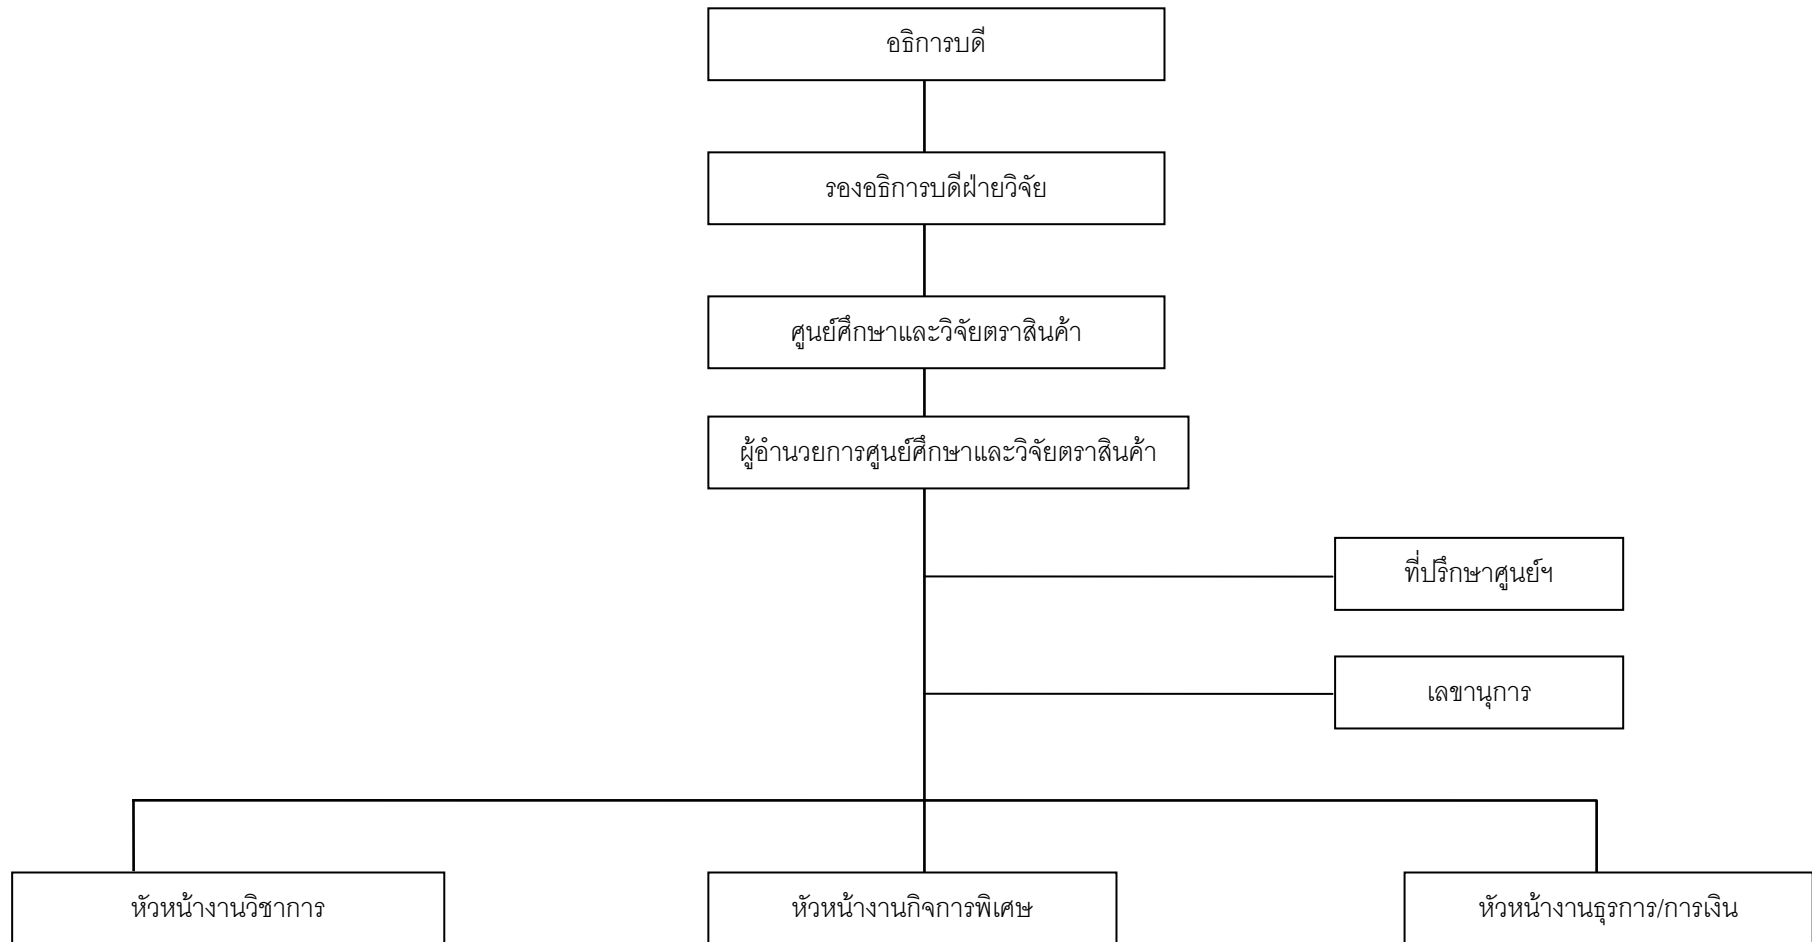 อธิการบดี
รองอธิการบดีฝ่ายวิจัย
ศูนย์ศึกษาและวิจัยตราสินค้า
ผู้อำนวยการศูนย์ศึกษาและวิจัยตราสินค้า
ที่ปรึกษาศูนย์ฯ
เลขานุการ
หัวหน้างานวิชาการ
หัวหน้างานกิจการพิเศษ
หัวหน้างานธุรการ/การเงิน